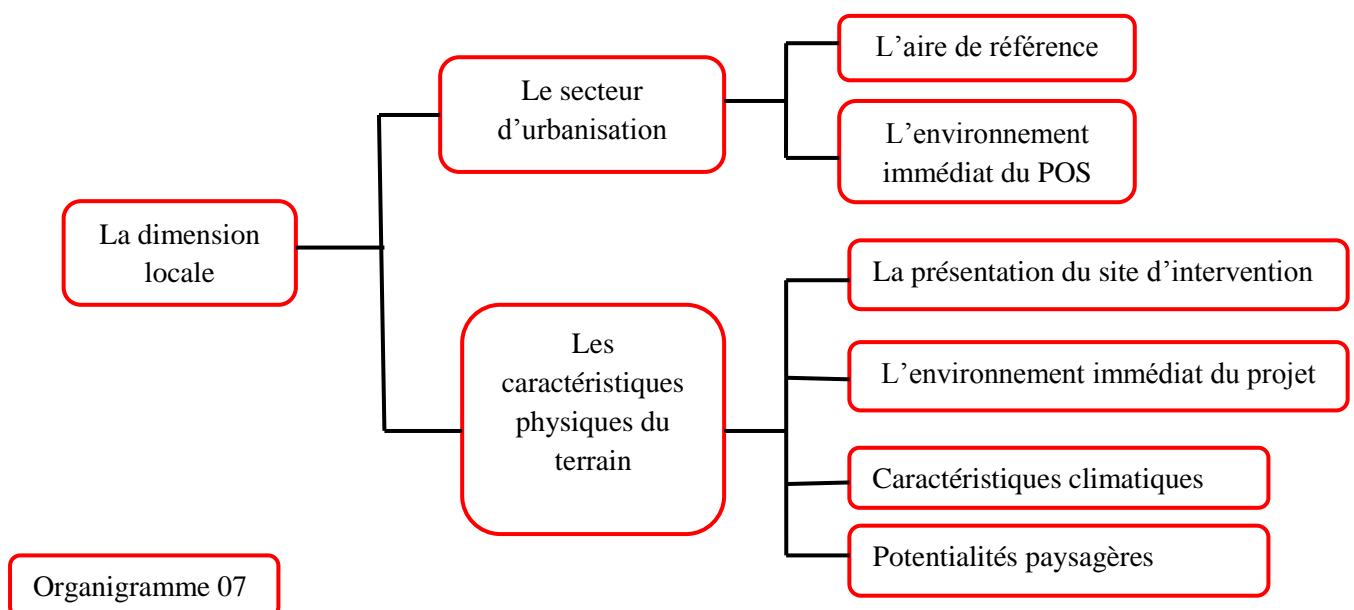 L’aire de référence
Le secteur
d’urbanisation
L’environnement
immédiat du POS
La dimension
locale
La présentation du site d’intervention
Les
caractéristiques
physiques du
terrain
L’environnement immédiat du projet
Caractéristiques climatiques
Potentialités paysagères
Organigramme 07